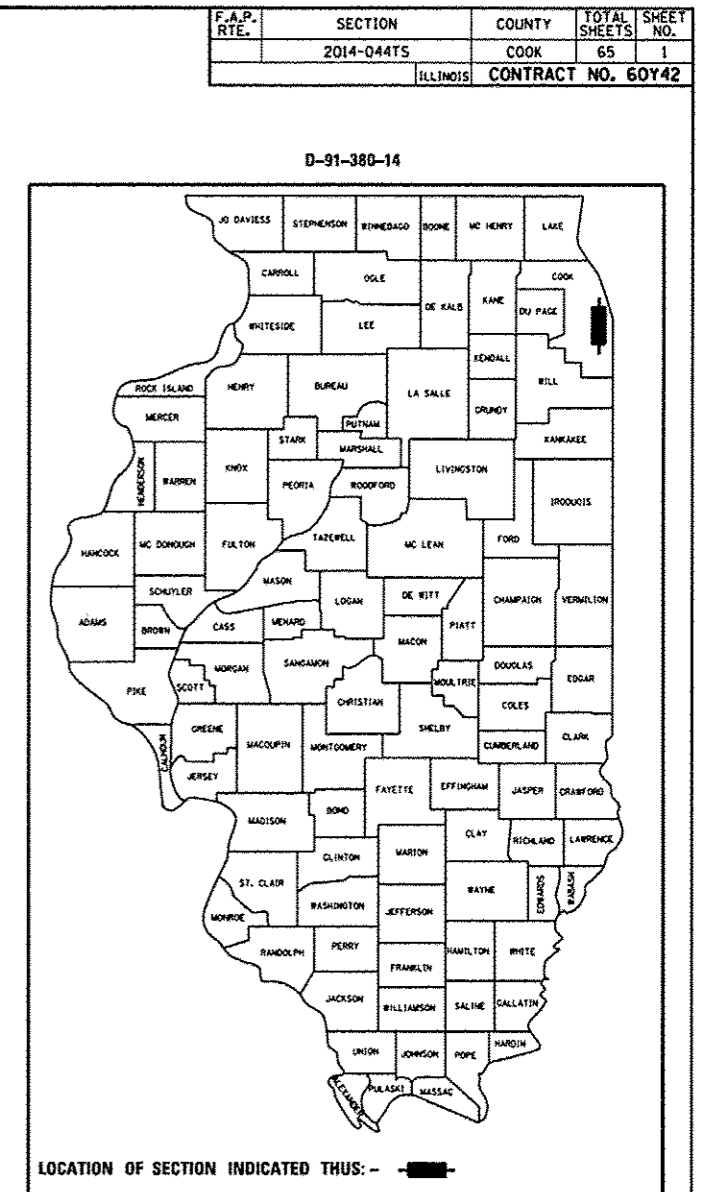 F.A.P. RTE. SECTION COUNTY TOTAL SHEETS SHEET NO.
2014-044TS COOK 65 1
ILLINOIS CONTRACT NO. 60Y42
D-91-380-14
JO DAVIESS STEPHENSON WINNEBAGO BOONE MC HENRY LAKE
CARROLL OGLE DE KALB KANE COOK
DU PAGE
WHITESIDE LEE
KENDALL
ROCK ISLAND HENRY BUREAU LA SALLE GRUNDY WILL
MERCER PUTNAM
HENDERSON WARREN KNOX STARK MARSHALL KANKAKEE
PEORIA WOODFORD LIVINGSTON
IROQUOIS
HANCOCK MC DONOUGH FULTON TAZEWELL MC LEAN FORD
MASON
SCHUYLER LOGAN DE WITT CHAMPAIGN VERMILION
ADAMS BROWN CASS MENARD PIATT
MACON
MORGAN SANGAMON DOUGLAS
PIKE SCOTT CHRISTIAN MOULTRIE EDGAR
COLES
GREENE SHELBY
CALHOUN MACOUPIN MONTGOMERY CUMBERLAND CLARK
JERSEY
FAYETTE EFFINGHAM JASPER CRAWFORD
MADISON BOND
CLAY RICHLAND LAWRENCE
CLINTON MARION
ST. CLAIR WAYNE EDWARDS WABASH
MONROE WASHINGTON JEFFERSON
RANDOLPH PERRY HAMILTON WHITE
FRANKLIN
JACKSON WILLIAMSON SALINE GALLATIN
UNION JOHNSON POPE HARDIN
ALEXANDER PULASKI MASSAC
LOCATION OF SECTION INDICATED THUS: -